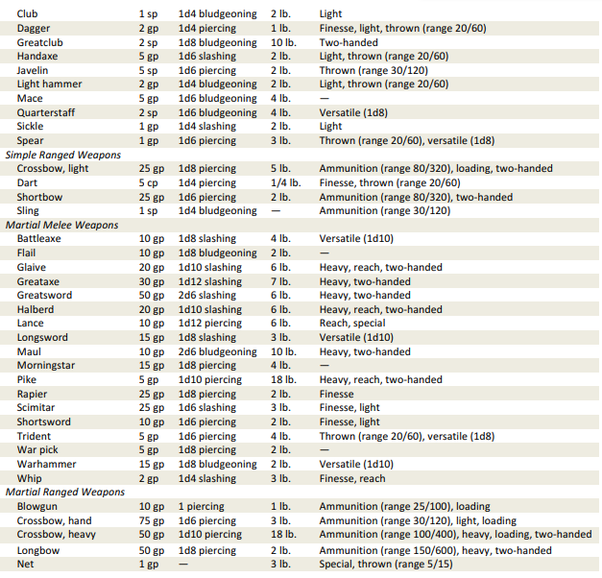 Club 1 sp 1d4 bludgeoning 2 lb. Light
Dagger 2 gp 1d4 piercing 1 lb. Finesse, light, thrown (range 20/60)
Greatclub 2 sp 1d8 bludgeoning 10 lb. Two-handed
Handaxe 5 gp 1d6 slashing 2 lb. Light, thrown (range 20/60)
Javelin 5 sp 1d6 piercing 2 lb. Thrown (range 30/120)
Light hammer 2 gp 1d4 bludgeoning 2 lb. Light, thrown (range 20/60)
Mace 5 gp 1d6 bludgeoning 4 lb. —
Quarterstaff 2 sp 1d6 bludgeoning 4 lb. Versatile (1d8)
Sickle 1 gp 1d4 slashing 2 lb. Light
Spear 1 gp 1d6 piercing 3 lb. Thrown (range 20/60), versatile (1d8)
Simple Ranged Weapons
Crossbow, light 25 gp 1d8 piercing 5 lb. Ammunition (range 80/320), loading, two-handed
Dart 5 cp 1d4 piercing 1/4 lb. Finesse, thrown (range 20/60)
Shortbow 25 gp 1d6 piercing 2 lb. Ammunition (range 80/320), two-handed
Sling 1 sp 1d4 bludgeoning — Ammunition (range 30/120)
Martial Melee Weapons
Battleaxe 10 gp 1d8 slashing 4 lb. Versatile (1d10)
Flail 10 gp 1d8 bludgeoning 2 lb. —
Glaive 20 gp 1d10 slashing 6 lb. Heavy, reach, two-handed
Greataxe 30 gp 1d12 slashing 7 lb. Heavy, two-handed
Greatsword 50 gp 2d6 slashing 6 lb. Heavy, two-handed
Halberd 20 gp 1d10 slashing 6 lb. Heavy, reach, two-handed
Lance 10 gp 1d12 piercing 6 lb. Reach, special
Longsword 15 gp 1d8 slashing 3 lb. Versatile (1d10)
Maul 10 gp 2d6 bludgeoning 10 lb. Heavy, two-handed
Morningstar 15 gp 1d8 piercing 4 lb. —
Pike 5 gp 1d10 piercing 18 lb. Heavy, reach, two-handed
Rapier 25 gp 1d8 piercing 2 lb. Finesse
Scimitar 25 gp 1d6 slashing 3 lb. Finesse, light
Shortsword 10 gp 1d6 piercing 2 lb. Finesse, light
Trident 5 gp 1d6 piercing 4 lb. Thrown (range 20/60), versatile (1d8)
War pick 5 gp 1d8 piercing 2 lb. —
Warhammer 15 gp 1d8 bludgeoning 2 lb. Versatile (1d10)
Whip 2 gp 1d4 slashing 3 lb. Finesse, reach
Martial Ranged Weapons
Blowgun 10 gp 1 piercing 1 lb. Ammunition (range 25/100), loading
Crossbow, hand 75 gp 1d6 piercing 3 lb. Ammunition (range 30/120), light, loading
Crossbow, heavy 50 gp 1d10 piercing 18 lb. Ammunition (range 100/400), heavy, loading, two-handed
Longbow 50 gp 1d8 piercing 2 lb. Ammunition (range 150/600), heavy, two-handed
Net 1 gp — 3 lb. Special, thrown (range 5/15)